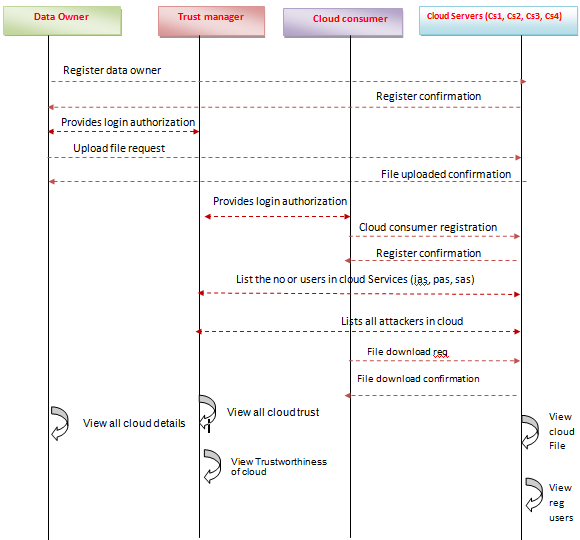 Data Owner
Trust manager
Cloud consumer
Cloud Servers (Cs1, Cs2, Cs3, Cs4)
Register data owner
Register confirmation
Provides login authorization
Upload file request
File uploaded confirmation
Provides login authorization
Cloud consumer registration
Register confirmation
List the no or users in cloud Services (ias, pas, sas)
Lists all attackers in cloud
File download req
File download confirmation
View all cloud details
View all cloud trust
View
cloud
File
View Trustworthiness
of cloud
View
reg
users